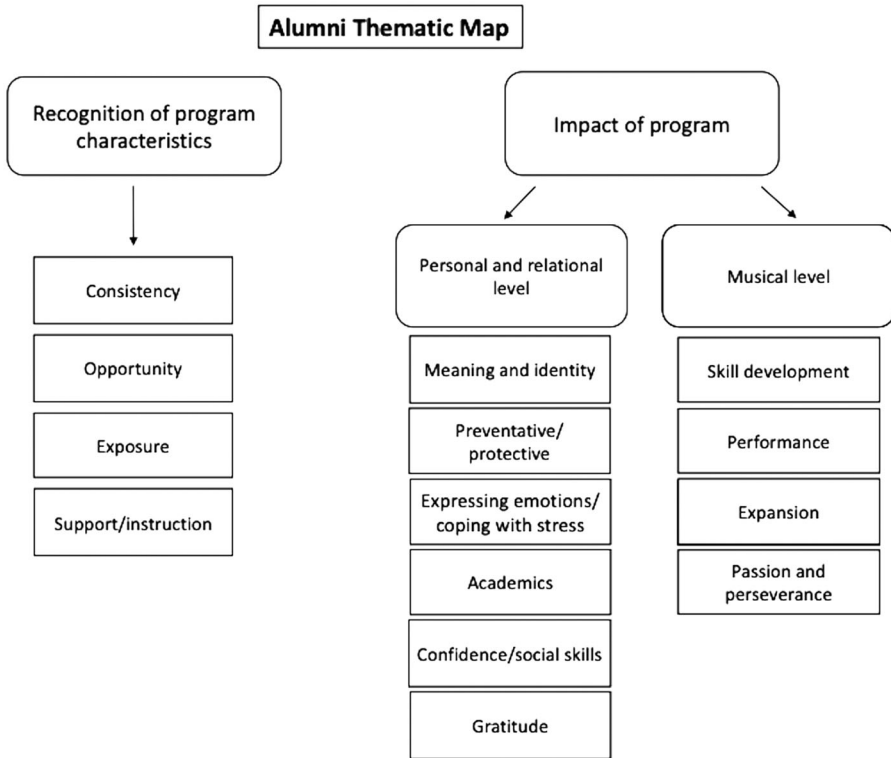 Alumni Thematic Map
Recognition of program
characteristics
Consistency
Opportunity
Exposure
Support/instruction
Impact of program
Personal and relational
level
Meaning and identity
Preventative/
protective
Expressing emotions/
coping with stress
Academics
Confidence/social skills
Gratitude
Musical level
Skill development
Performance
Expansion
Passion and
perseverance